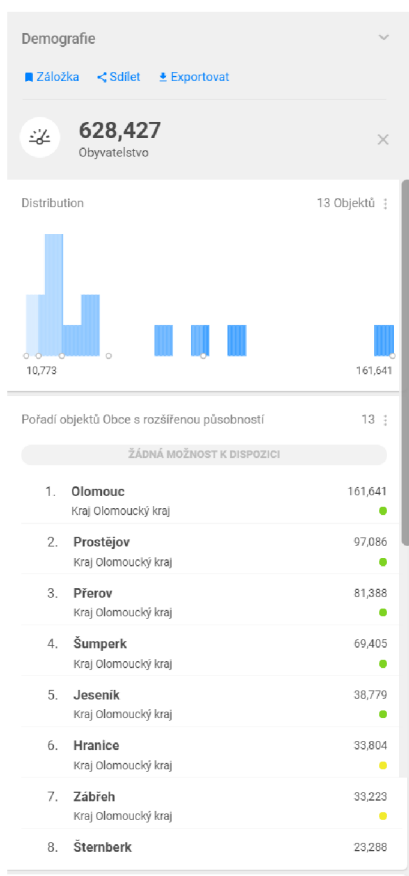 Demografie
Záložka Sdílet Exportovat
628,427
Obyvatelstvo
Distribution 13 Objektů
10,773 161,641
Pořadí objektů Obce s rozšířenou působností 13
ŽÁDNÁ MOŽNOST K DISPOZICI
1. Olomouc 161,641
Kraj Olomoucký kraj
2. Prostějov 97,086
Kraj Olomoucký kraj
3. Přerov 81,388
Kraj Olomoucký kraj
4. Šumperk 69,405
Kraj Olomoucký kraj
5. Jeseník 38,779
Kraj Olomoucký kraj
6. Hranice 33,804
Kraj Olomoucký kraj
7. Zábřeh 33,223
Kraj Olomoucký kraj
8. Šternberk 23,288